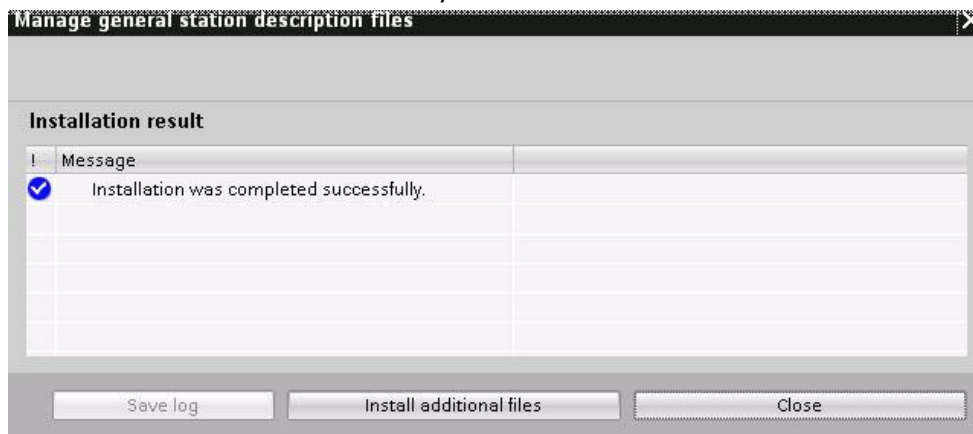 Manage general station description files
Installation result
! Message
Installation was completed successfully.
Save log Install additional files Close